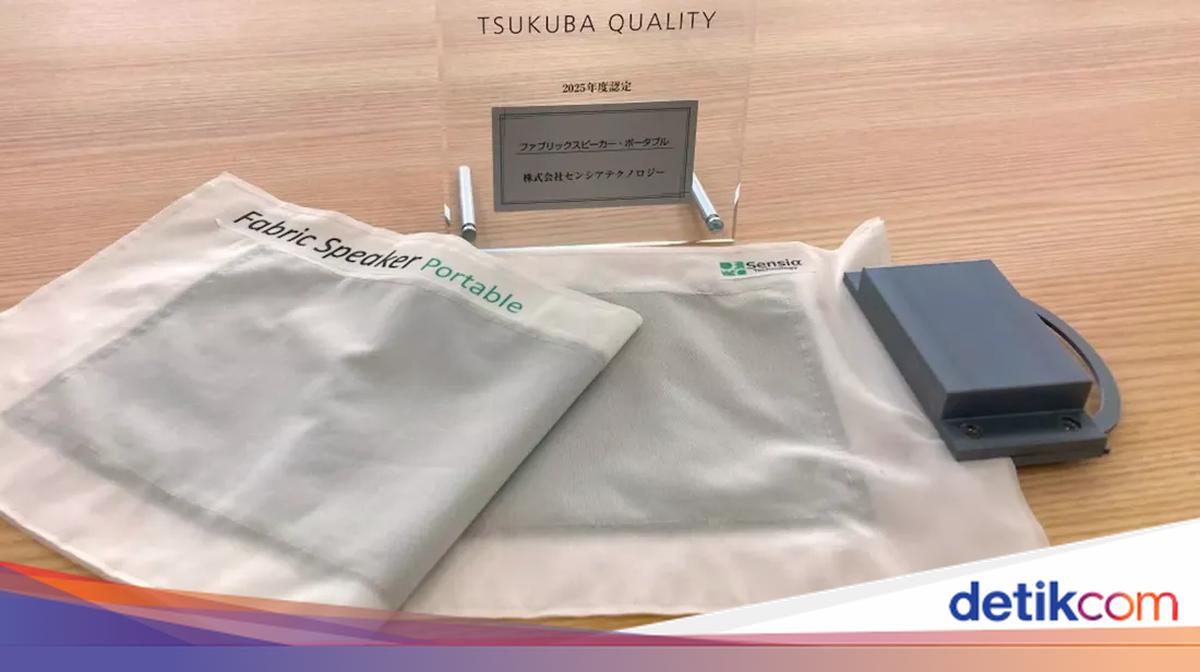 TSUKUBA QUALITY
2025年度認定
ファブリックスピーカー・ポータブル
株式会社センシアテクノロジー
Fabric Speaker Portable
Sensia
Technology
detikcom